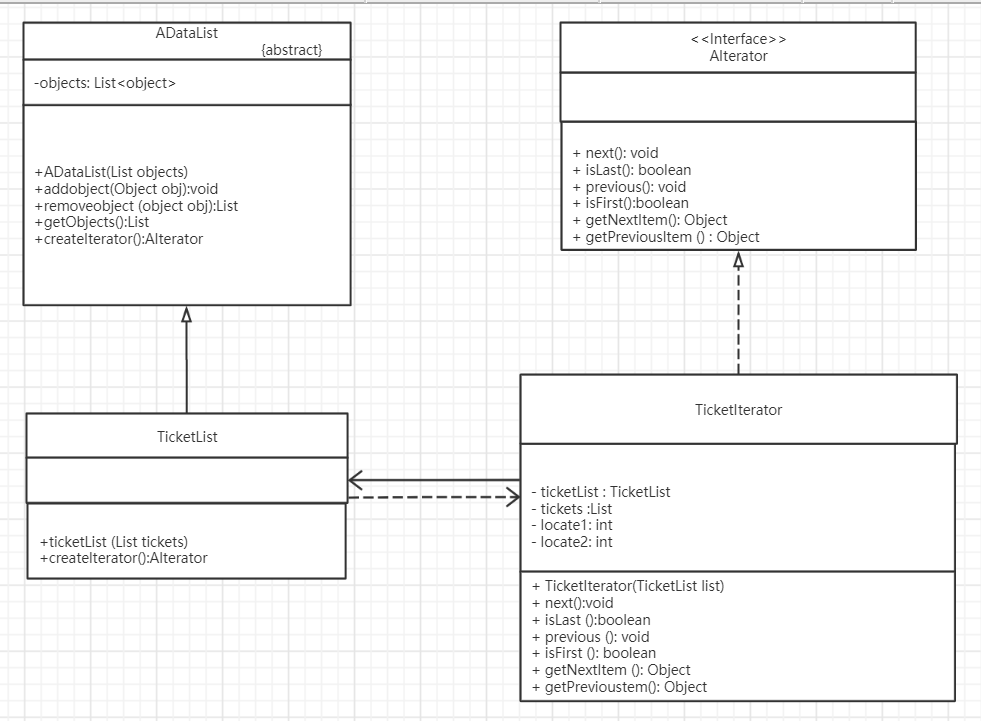 ADataList
{abstract}
-objects: List<object>
+ADataList(List objects)
+addobject(Object obj):void
+removeobject (object obj):List
+getObjects():List
+createIterator():AIterator
<<Interface>>
AIterator
+ next(): void
+ isLast(): boolean
+ previous(): void
+ isFirst():boolean
+ getNextItem(): Object
+ getPreviousItem () : Object
TicketList
+ticketList (List tickets)
+createIterator():AIterator
TicketIterator
- ticketList : TicketList
- tickets :List
- locate1: int
- locate2: int
+ TicketIterator(TicketList list)
+ next():void
+ isLast ():boolean
+ previous (): void
+ isFirst (): boolean
+ getNextItem (): Object
+ getPrevioustem(): Object